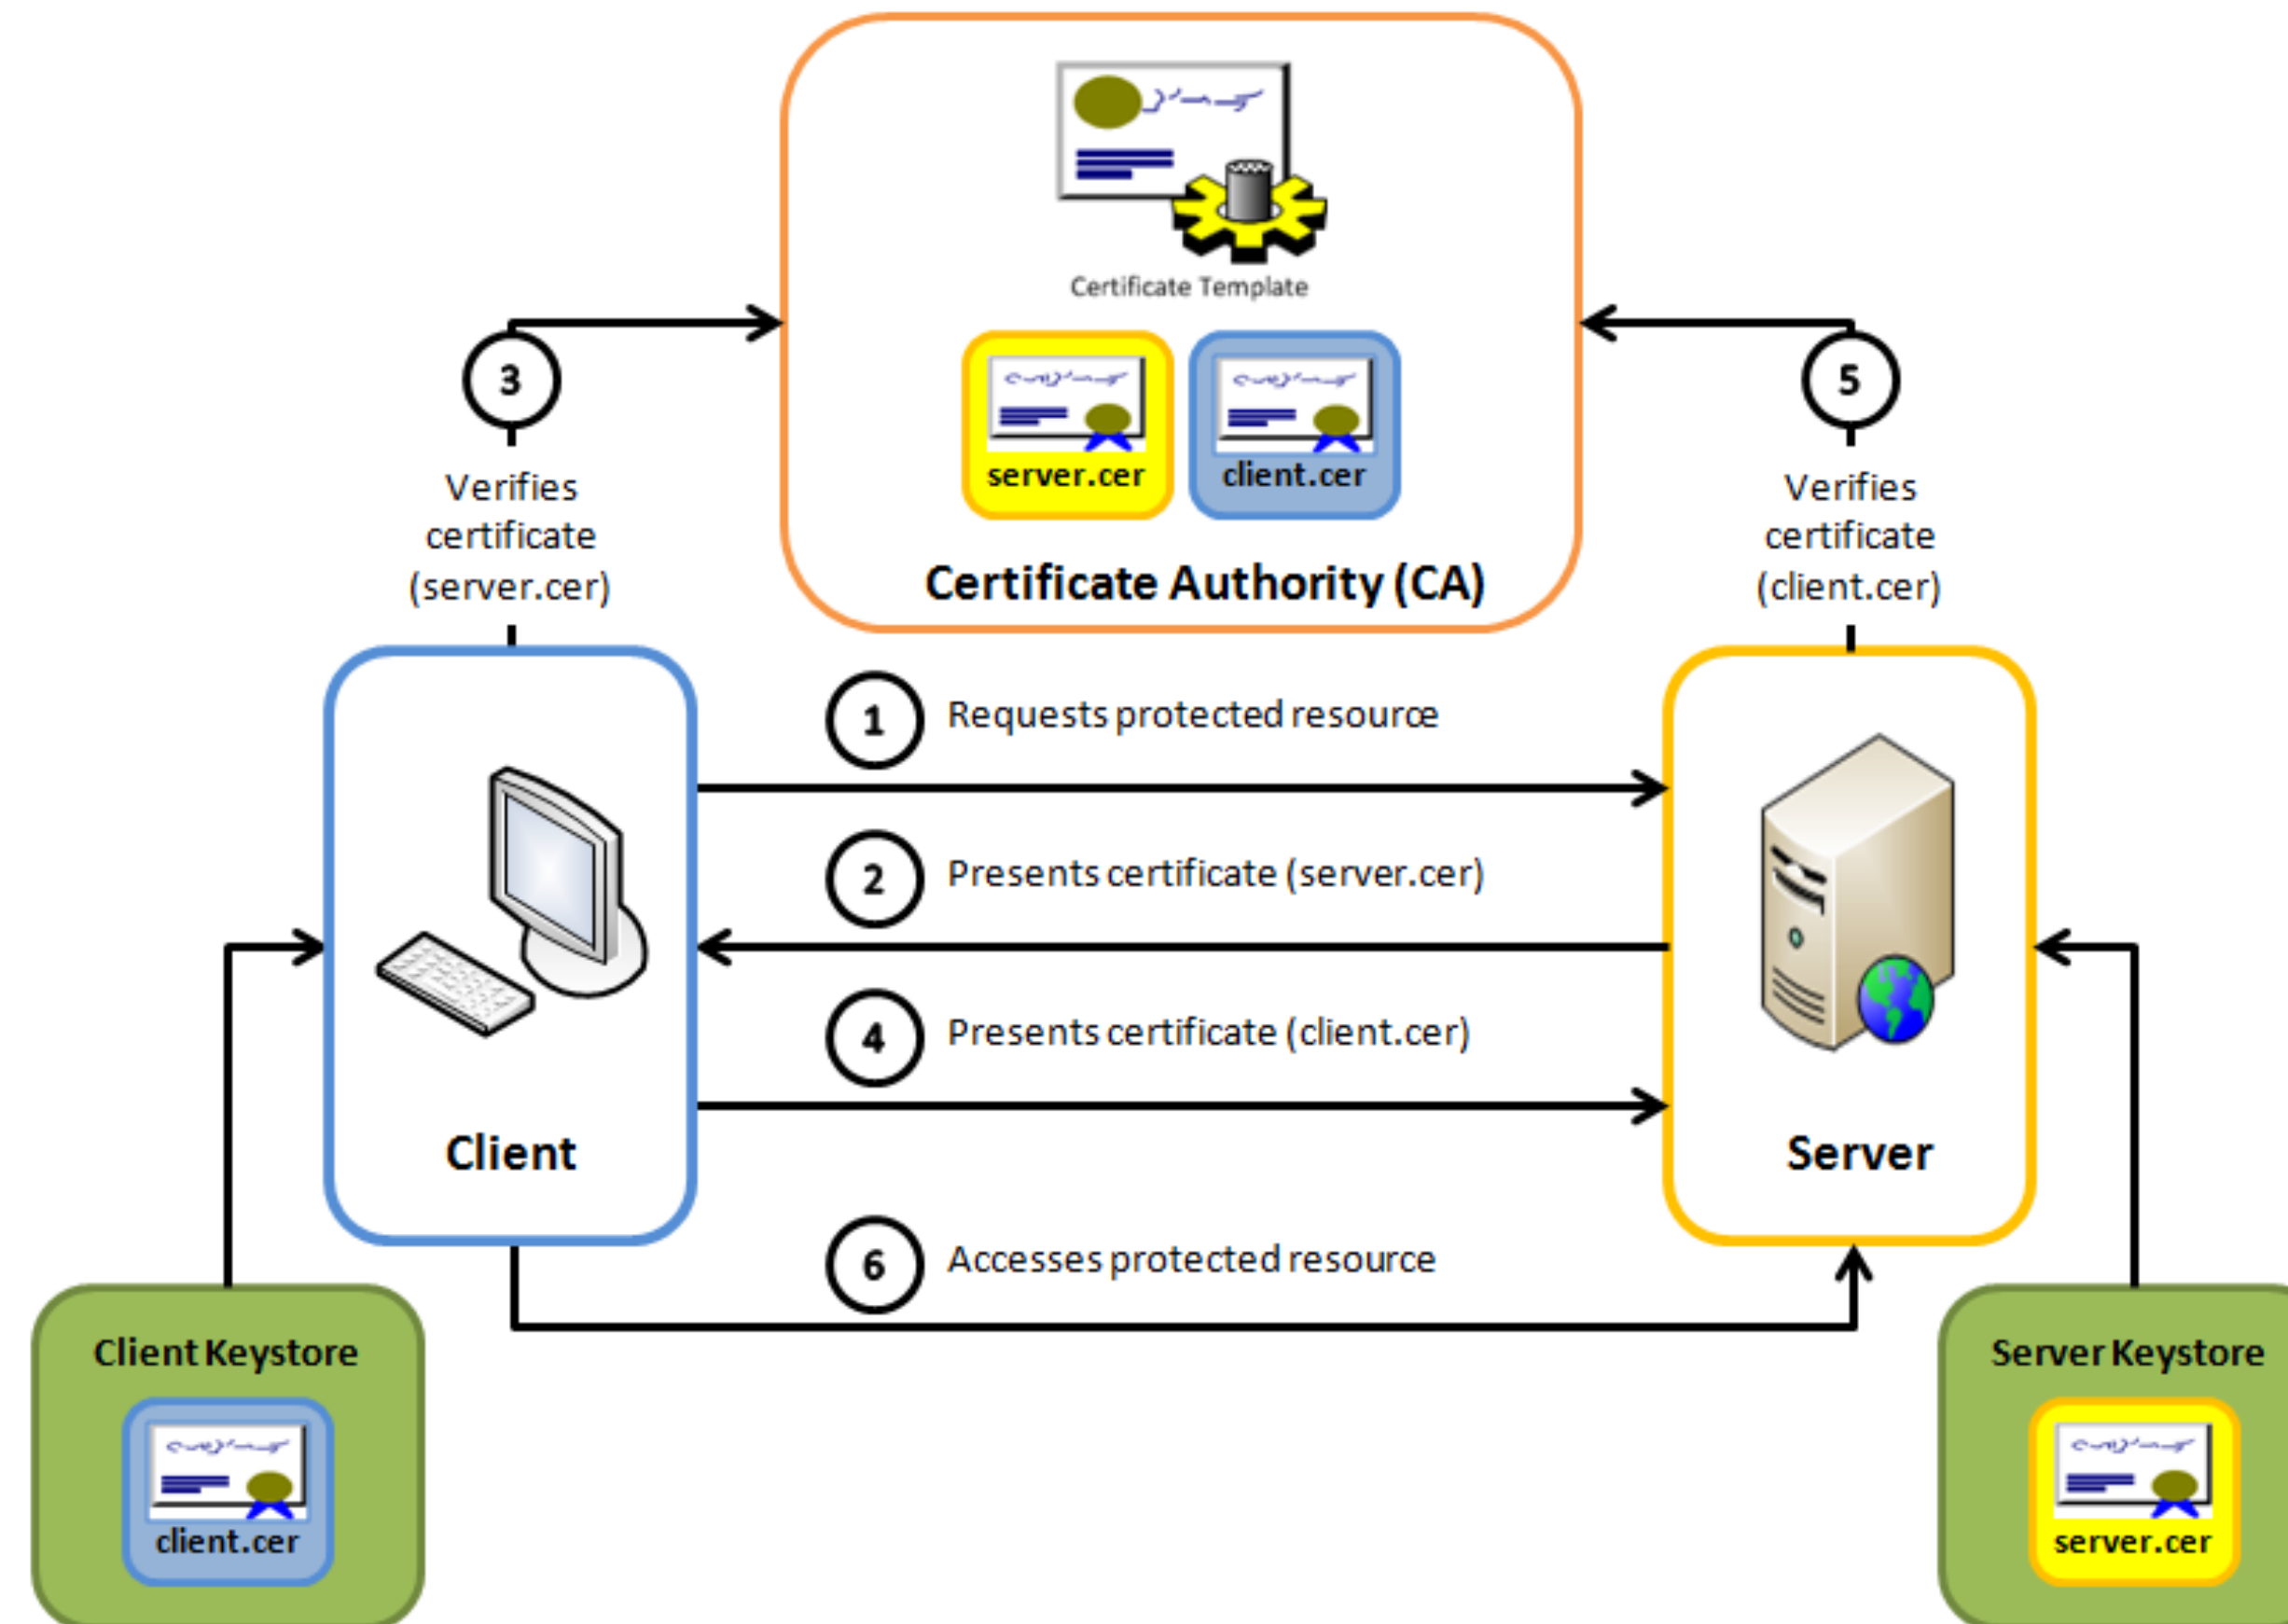 Certificate Template
server.cer
client.cer
Certificate Authority (CA)
3
Verifies
certificate
(server.cer)
5
Verifies
certificate
(client.cer)
1
Requests protected resource
2
Presents certificate (server.cer)
4
Presents certificate (client.cer)
Client
Server
6
Accesses protected resource
Client Keystore
client.cer
Server Keystore
server.cer